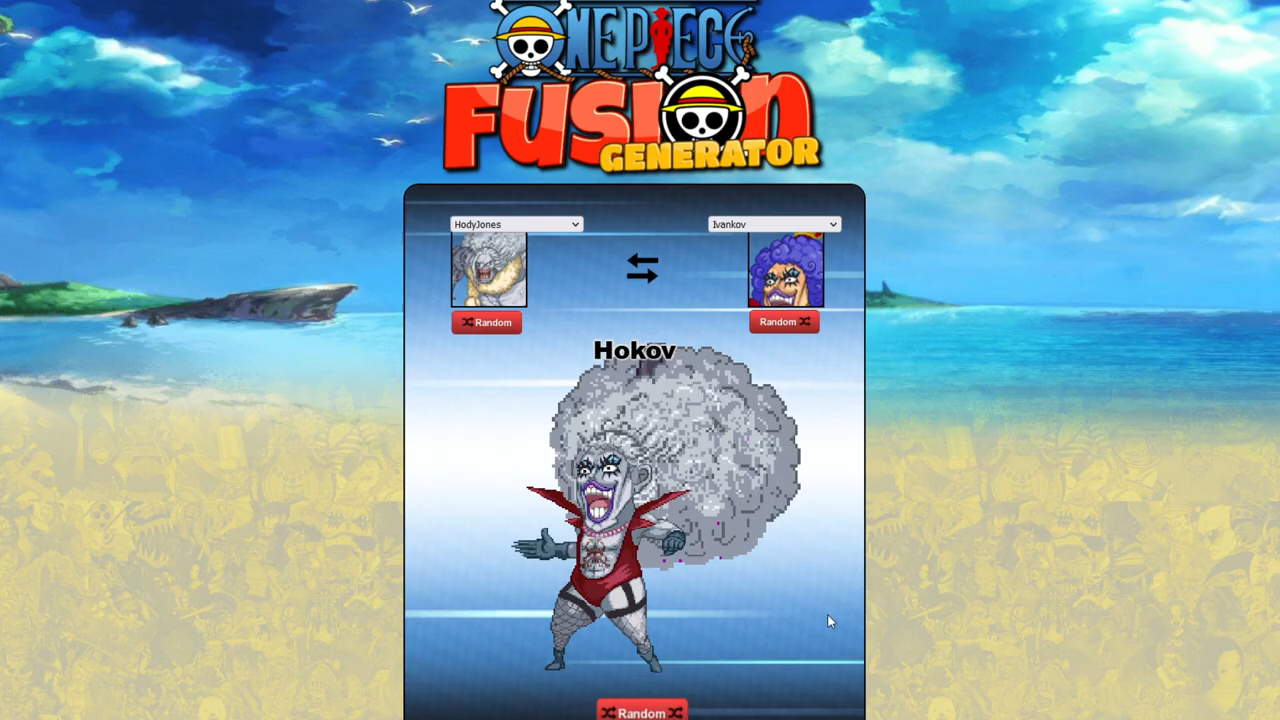 ONE PIECE
FUSION
GENERATOR
HodyJones
Ivankov
Random
Random
Hokov
Random